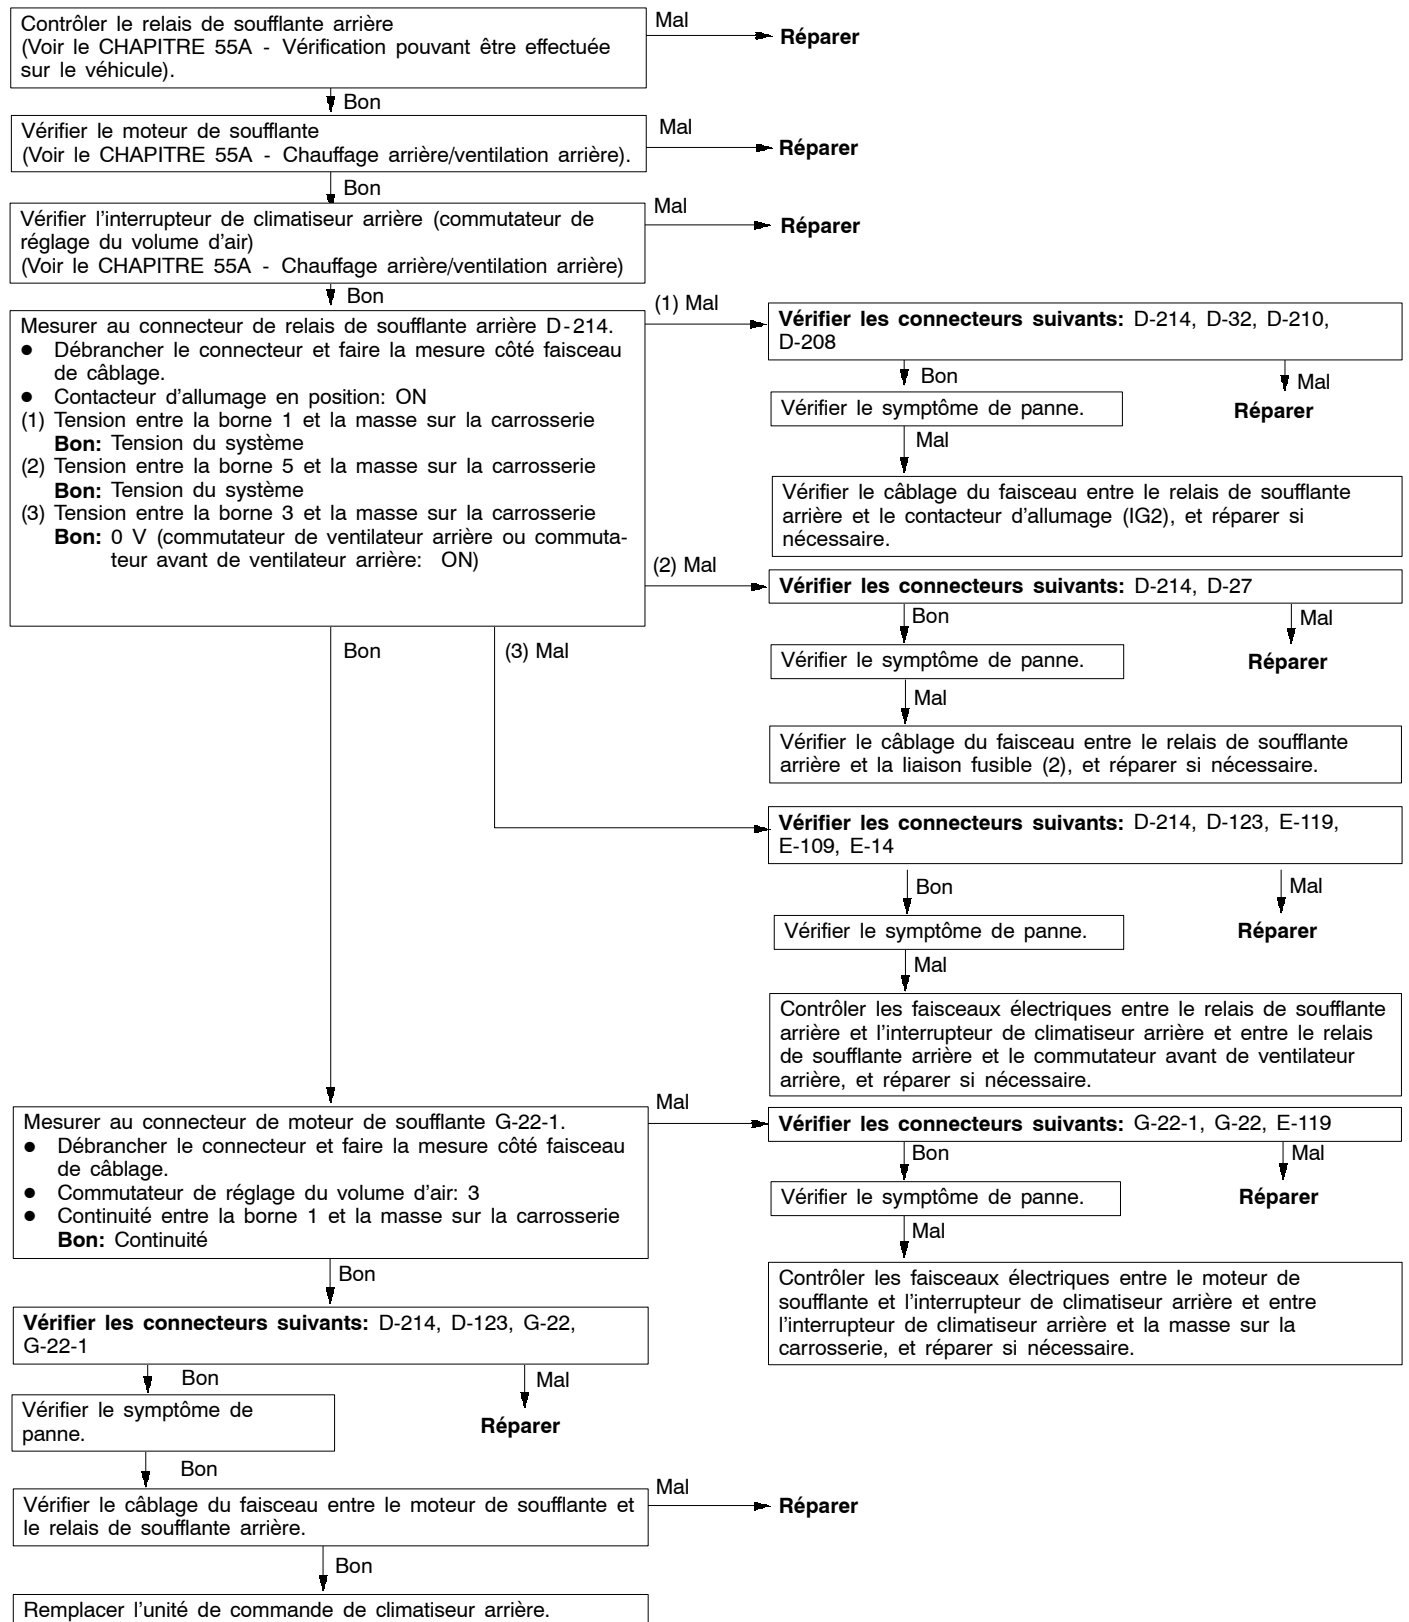 Contrôler le relais de soufflante arrière
(Voir le CHAPITRE 55A - Vérification pouvant être effectuée
sur le véhicule).
Mal
Réparer
Bon
Vérifier le moteur de soufflante
(Voir le CHAPITRE 55A - Chauffage arrière/ventilation arrière).
Mal
Réparer
Bon
Vérifier l'interrupteur de climatiseur arrière (commutateur de
réglage du volume d'air)
(Voir le CHAPITRE 55A - Chauffage arrière/ventilation arrière)
Mal
Réparer
Bon
Mesurer au connecteur de relais de soufflante arrière D-214.
● Débrancher le connecteur et faire la mesure côté faisceau
de câblage.
● Contacteur d'allumage en position: ON
(1) Tension entre la borne 1 et la masse sur la carrosserie
Bon: Tension du système
(2) Tension entre la borne 5 et la masse sur la carrosserie
Bon: Tension du système
(3) Tension entre la borne 3 et la masse sur la carrosserie
Bon: 0 V (commutateur de ventilateur arrière ou commuta-
teur avant de ventilateur arrière: ON)
(1) Mal
Vérifier les connecteurs suivants: D-214, D-32, D-210,
D-208
Bon
Mal
Vérifier le symptôme de panne.
Réparer
Mal
Vérifier le câblage du faisceau entre le relais de soufflante
arrière et le contacteur d'allumage (IG2), et réparer si
nécessaire.
(2) Mal
Vérifier les connecteurs suivants: D-214, D-27
Bon
Mal
Vérifier le symptôme de panne.
Réparer
Mal
Vérifier le câblage du faisceau entre le relais de soufflante
arrière et la liaison fusible (2), et réparer si nécessaire.
Bon
(3) Mal
Vérifier les connecteurs suivants: D-214, D-123, E-119,
E-109, E-14
Bon
Mal
Vérifier le symptôme de panne.
Réparer
Mal
Contrôler les faisceaux électriques entre le relais de soufflante
arrière et l'interrupteur de climatiseur arrière et entre le relais
de soufflante arrière et le commutateur avant de ventilateur
arrière, et réparer si nécessaire.
Mesurer au connecteur de moteur de soufflante G-22-1.
● Débrancher le connecteur et faire la mesure côté faisceau
de câblage.
● Commutateur de réglage du volume d'air: 3
● Continuité entre la borne 1 et la masse sur la carrosserie
Bon: Continuité
Mal
Vérifier les connecteurs suivants: G-22-1, G-22, E-119
Bon
Mal
Vérifier le symptôme de panne.
Réparer
Mal
Contrôler les faisceaux électriques entre le moteur de
soufflante et l'interrupteur de climatiseur arrière et entre
l'interrupteur de climatiseur arrière et la masse sur la
carrosserie, et réparer si nécessaire.
Bon
Vérifier les connecteurs suivants: D-214, D-123, G-22,
G-22-1
Bon
Mal
Vérifier le symptôme de
panne.
Réparer
Bon
Vérifier le câblage du faisceau entre le moteur de soufflante et
le relais de soufflante arrière.
Mal
Réparer
Bon
Remplacer l'unité de commande de climatiseur arrière.